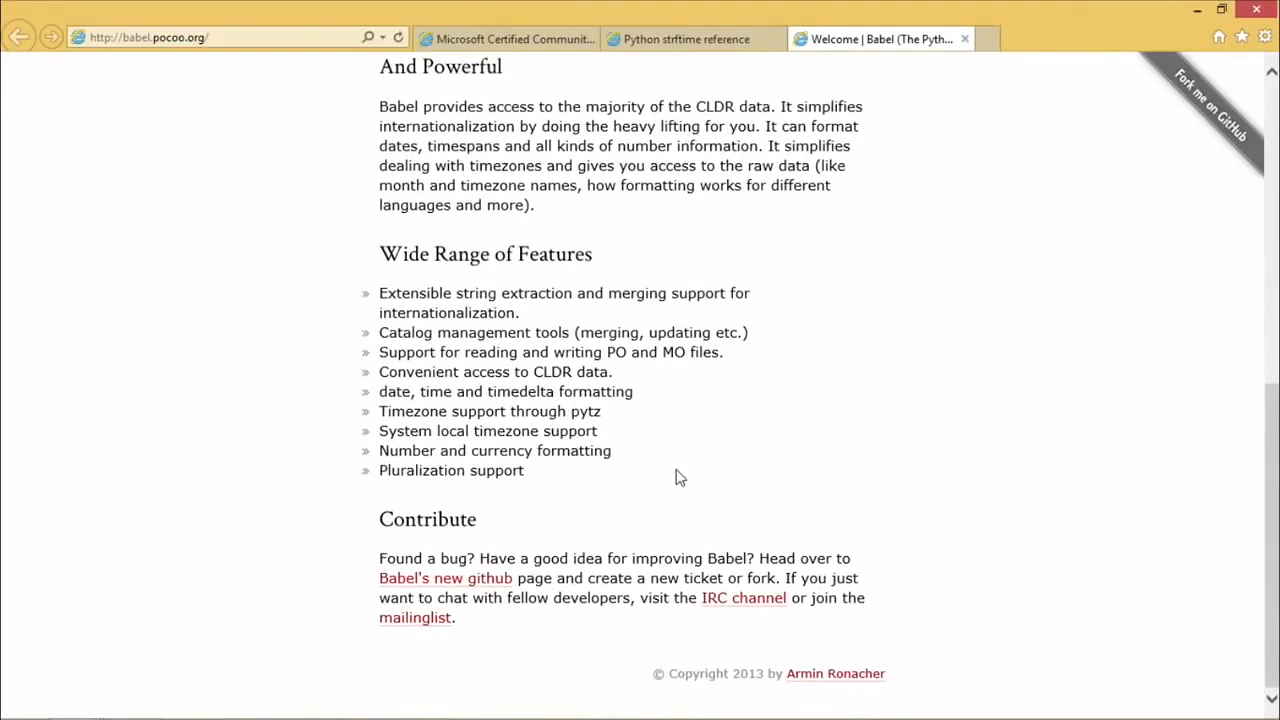 http://babel.pocoo.org/
Microsoft Certified Communit...
Python strftime reference
Welcome | Babel (The Pyth...
Fork me on GitHub
And Powerful
Babel provides access to the majority of the CLDR data. It simplifies
internationalization by doing the heavy lifting for you. It can format
dates, timespans and all kinds of number information. It simplifies
dealing with timezones and gives you access to the raw data (like
month and timezone names, how formatting works for different
languages and more).
Wide Range of Features
» Extensible string extraction and merging support for
internationalization.
» Catalog management tools (merging, updating etc.)
» Support for reading and writing PO and MO files.
» Convenient access to CLDR data.
» date, time and timedelta formatting
» Timezone support through pytz
» System local timezone support
» Number and currency formatting
» Pluralization support
Contribute
Found a bug? Have a good idea for improving Babel? Head over to
Babel's new github page and create a new ticket or fork. If you just
want to chat with fellow developers, visit the IRC channel or join the
mailinglist.
© Copyright 2013 by Armin Ronacher